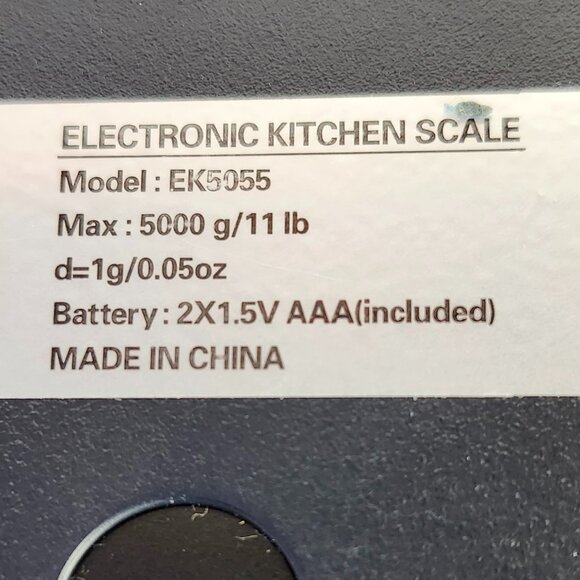 ELECTRONIC KITCHEN SCALE
Model : EK5055
Max : 5000 g/11 lb
d=1g/0.05oz
Battery : 2X1.5V AAA(included)
MADE IN CHINA